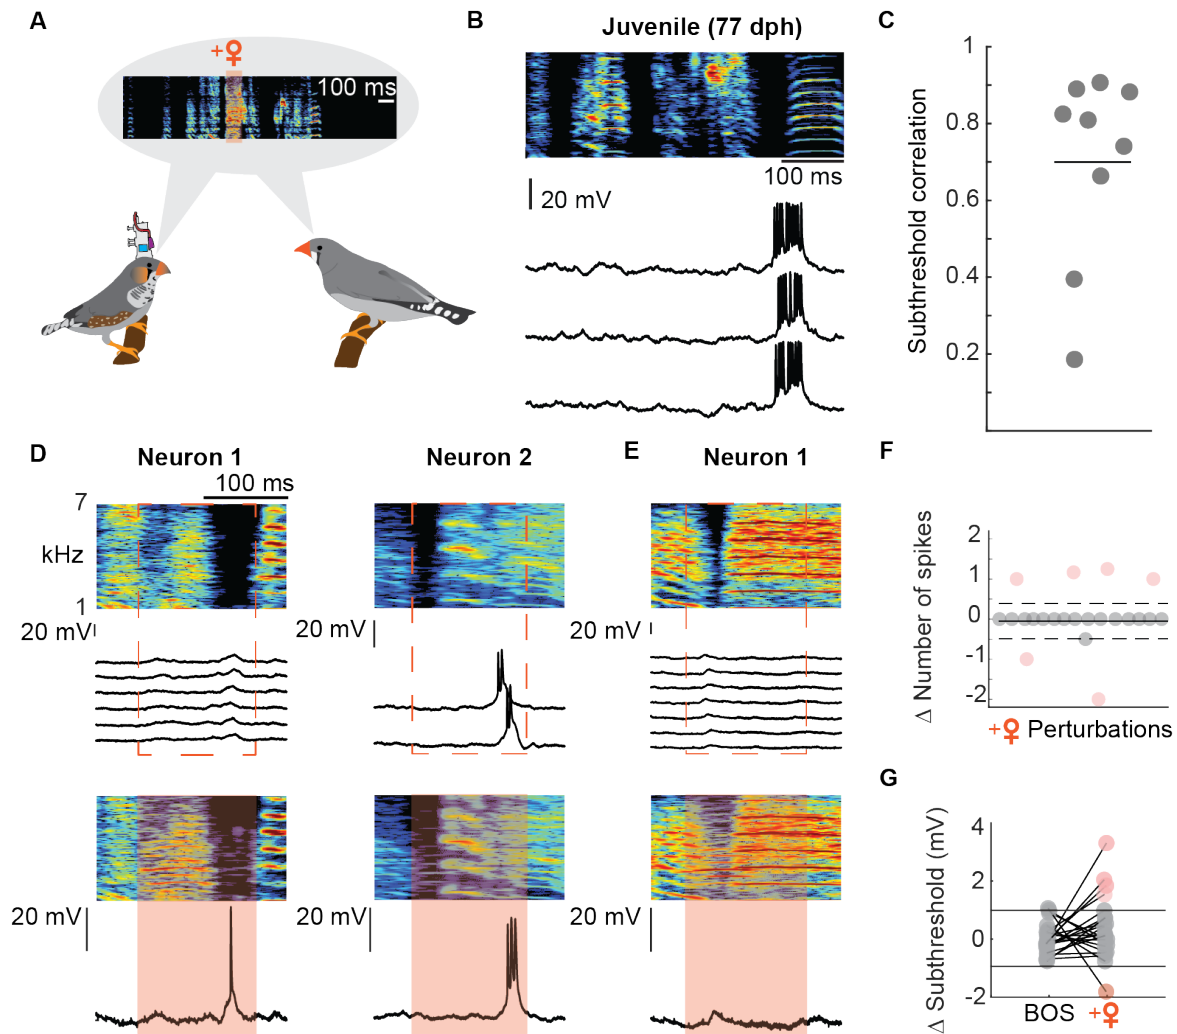 A
+♀
100 ms
B
Juvenile (77 dph)
100 ms
20 mV
C
Subthreshold correlation
1
0.8
0.6
0.4
0.2
D
Neuron 1
100 ms
Neuron 2
7
kHz
1
20 mV
20 mV
20 mV
20 mV
E
Neuron 1
20 mV
20 mV
F
Δ Number of spikes
2
1
0
-1
-2
+♀ Perturbations
G
Δ Subthreshold (mV)
4
2
0
-2
BOS +♀